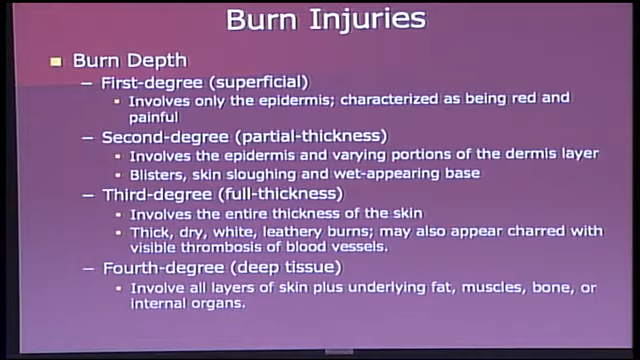 Burn Injuries
Burn Depth
– First-degree (superficial)
Involves only the epidermis; characterized as being red and
painful
– Second-degree (partial-thickness)
Involves the epidermis and varying portions of the dermis layer
Blisters, skin sloughing and wet-appearing base
– Third-degree (full-thickness)
Involves the entire thickness of the skin
Thick, dry, white, leathery burns; may also appear charred with
visible thrombosis of blood vessels.
– Fourth-degree (deep tissue)
Involve all layers of skin plus underlying fat, muscles, bone, or
internal organs.